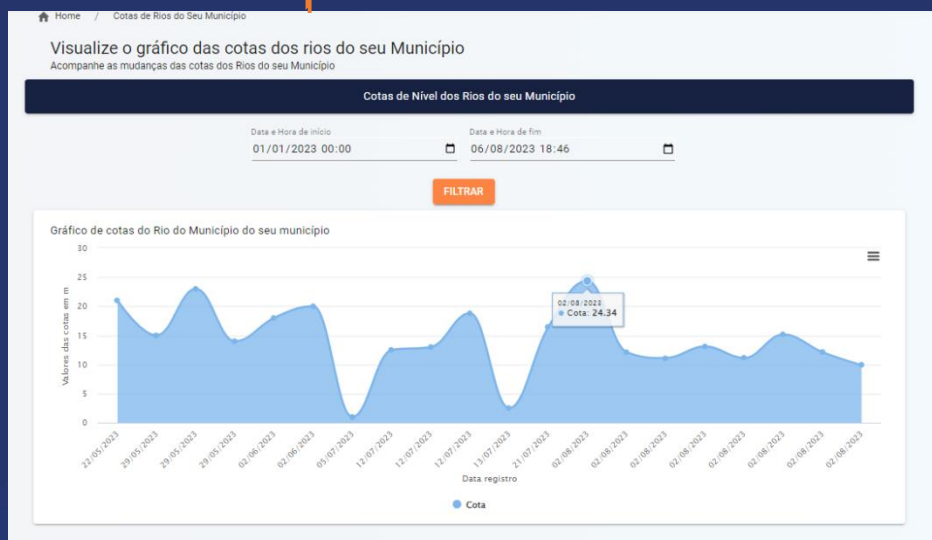 Home / Cotas de Rios do Seu Município
Visualize o gráfico das cotas dos rios do seu Município
Acompanhe as mudanças das cotas dos Rios do seu Município
Cotas de Nível dos Rios do seu Município
Data e Hora de início
Data e Hora de fim
01/01/2023 00:00
06/08/2023 18:46
FILTRAR
Gráfico de cotas do Rio do Município do seu município
Valores das cotas em m
30
25
20
15
10
5
0
02/08/2023
Cota: 24.34
22/05/2023
29/05/2023
29/05/2023
29/05/2023
02/06/2023
02/06/2023
05/07/2023
12/07/2023
12/07/2023
12/07/2023
13/07/2023
21/07/2023
02/08/2023
02/08/2023
02/08/2023
02/08/2023
02/08/2023
02/08/2023
02/08/2023
02/08/2023
Data registro
Cota